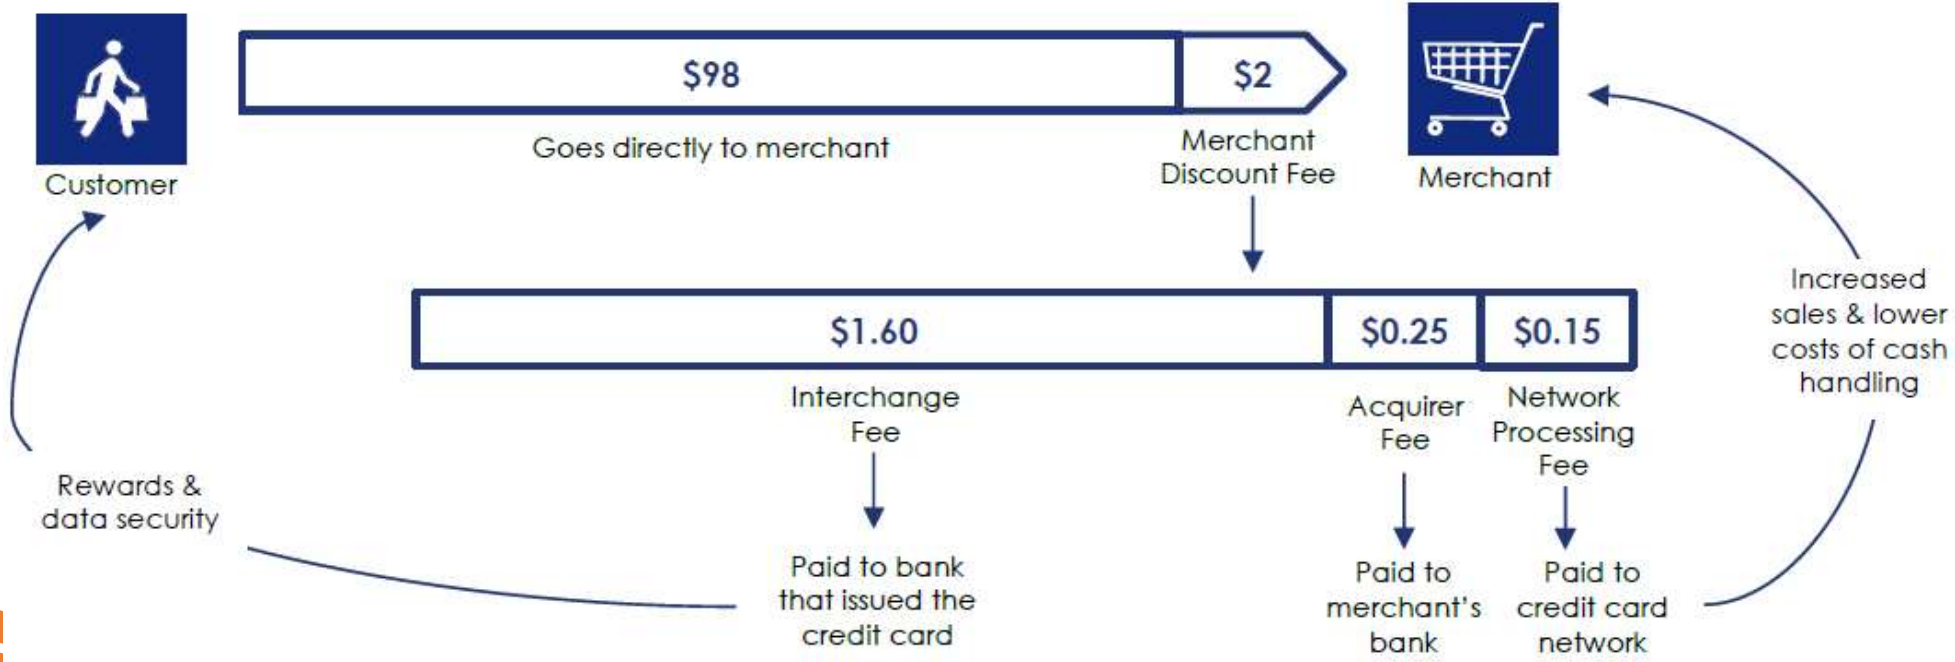 $98
$2
Goes directly to merchant
Merchant
Discount Fee
Customer
Merchant
$1.60
$0.25
$0.15
Interchange
Fee
Acquirer
Fee
Network
Processing
Fee
Increased
sales & lower
costs of cash
handling
Rewards &
data security
Paid to bank
that issued the
credit card
Paid to
merchant's
bank
Paid to
credit card
network